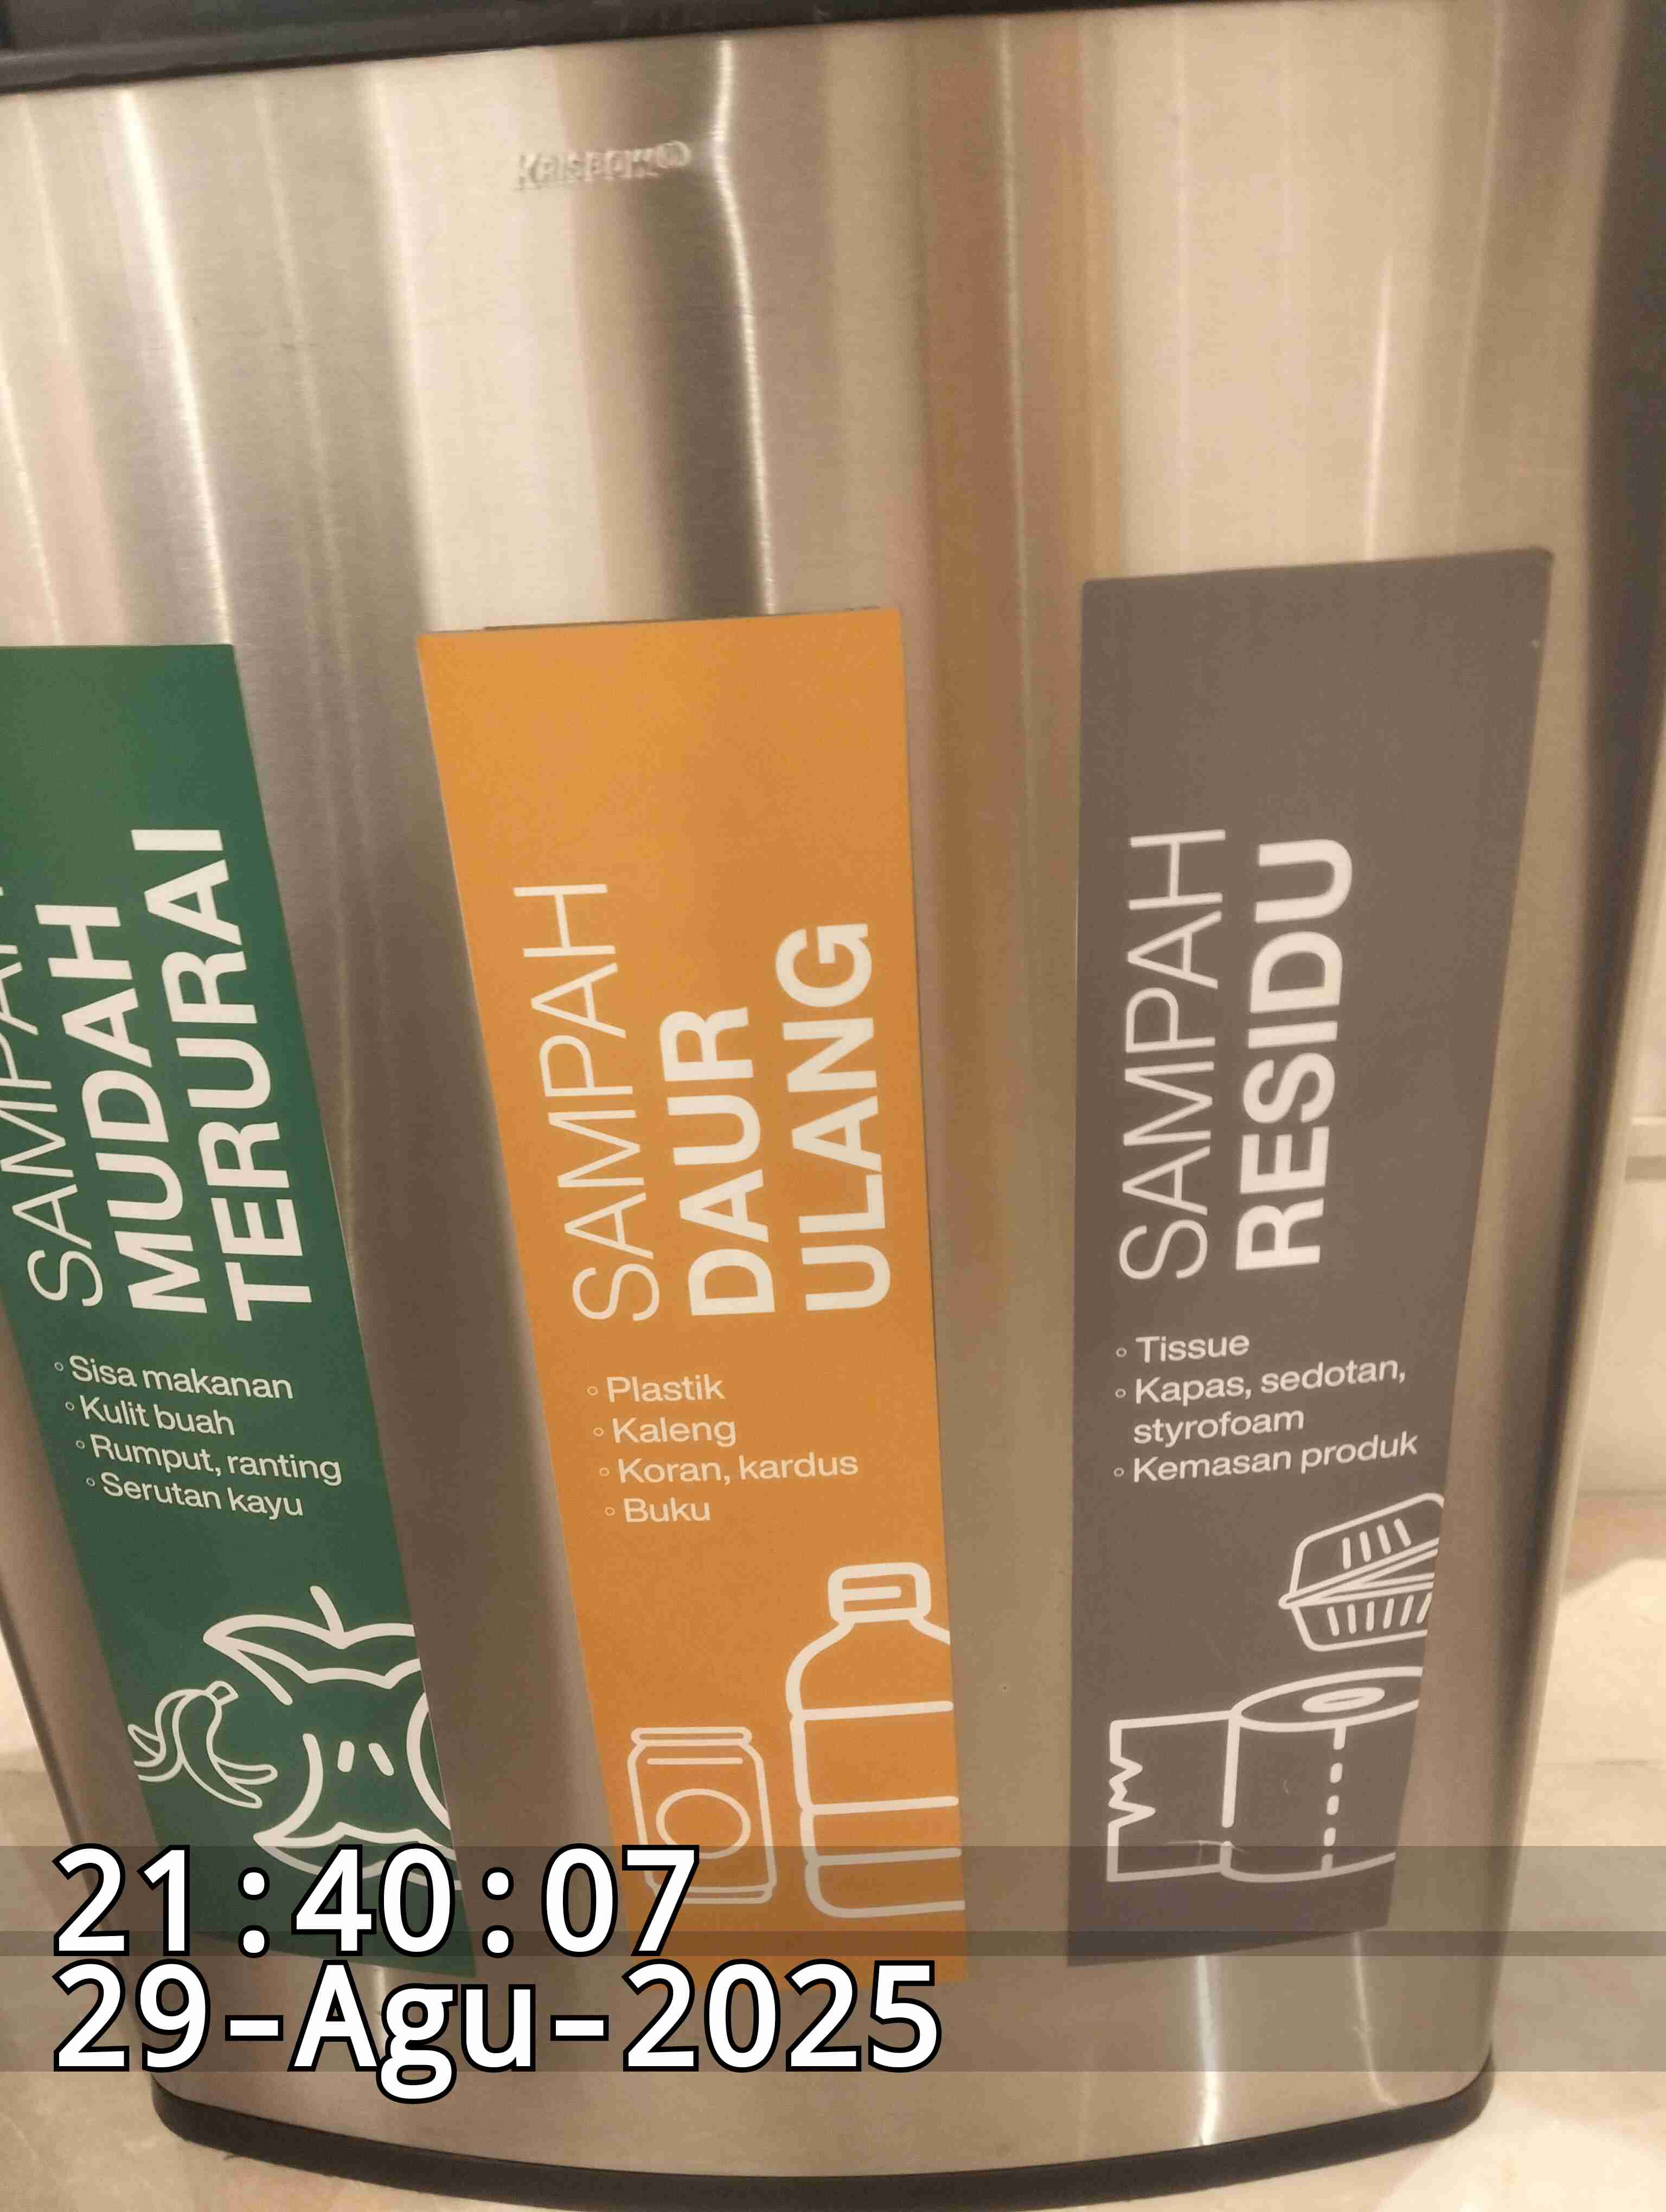 KRISBOW
SAMPAH
MUDAH
TERURAI
◦ Sisa makanan
◦ Kulit buah
◦ Rumput, ranting
◦ Serutan kayu
SAMPAH
DAUR
ULANG
◦ Plastik
◦ Kaleng
◦ Koran, kardus
◦ Buku
SAMPAH
RESIDU
◦ Tissue
◦ Kapas, sedotan,
styrofoam
◦ Kemasan produk
21:40:07
29-Agu-2025